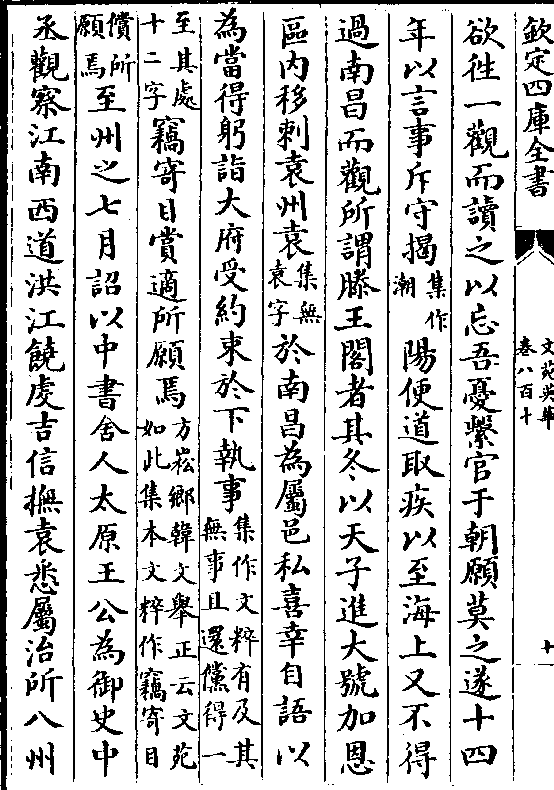 欽定四庫全書
文苑英華
卷八百十
十
欲徃一觀而讀之以忘吾憂繫官于朝願莫之遂十四
年以言事斥守揭集作潮陽便道取疾以至海上又不得
過南昌而觀所謂滕王閣者其冬以天子進大號加恩
區内移刺袁州袁集無袁字於南昌為屬邑私喜幸自語以
為當得躬詣大府受約束於下執事集作文粹有及其無事且還儻得一
至其處十二字竊寄目賞適所願焉方崧鄉韓文舉正云文苑如此集本文粹作竊寄目
償所願焉至州之七月詔以中書舍人太原王公為御史中
丞觀察江南西道洪江饒虔吉信撫袁悉屬治所八州